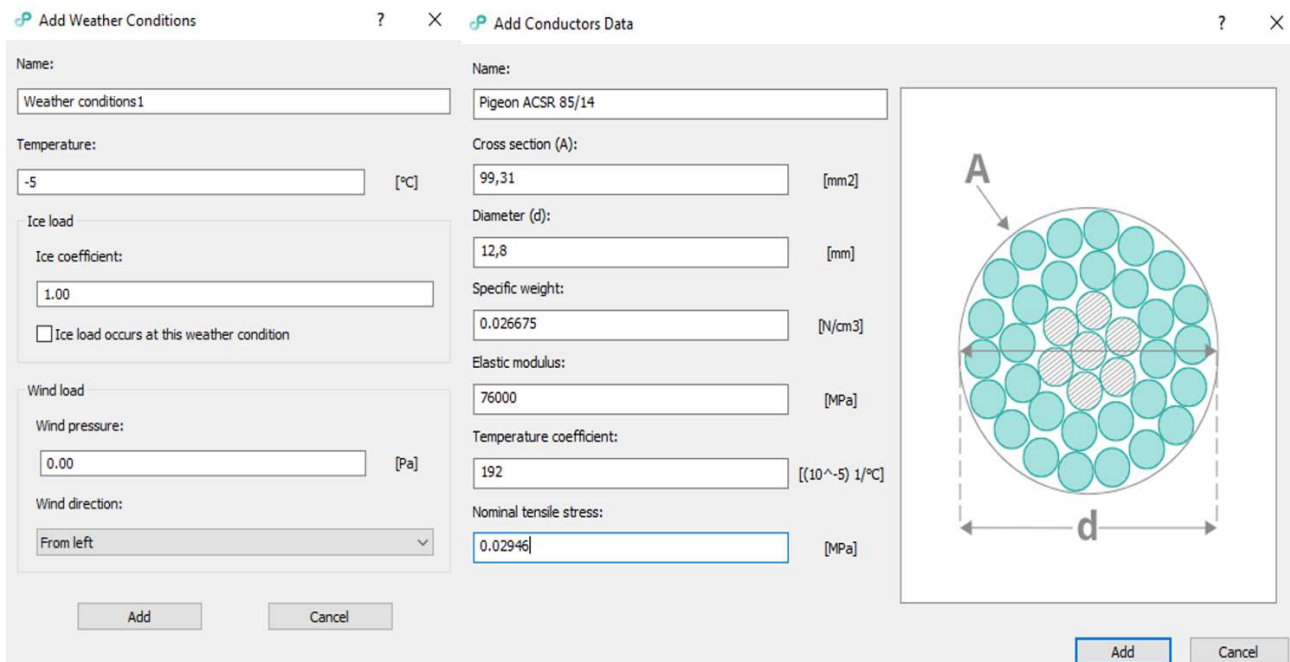 Add Weather Conditions
? ×
Name:
Weather conditions1
Temperature:
-5
[°C]
Ice load
Ice coefficient:
1.00
Ice load occurs at this weather condition
Wind load
Wind pressure:
0.00
[Pa]
Wind direction:
From left
Add
Cancel
Add Conductors Data
? ×
Name:
Pigeon ACSR 85/14
Cross section (A):
99,31
[mm2]
Diameter (d):
12,8
[mm]
Specific weight:
0.026675
[N/cm3]
Elastic modulus:
76000
[MPa]
Temperature coefficient:
192
[(10^-5) 1/°C]
Nominal tensile stress:
0.02946
[MPa]
A
d
Add
Cancel